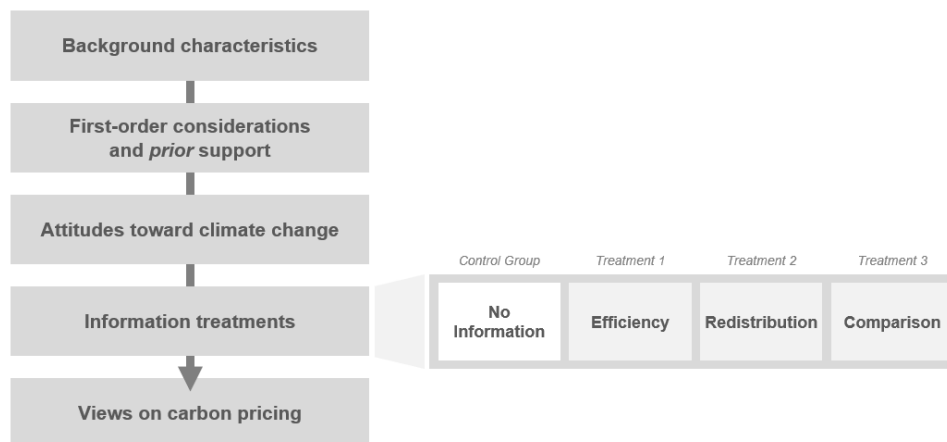 Background characteristics
First-order considerations
and prior support
Attitudes toward climate change
Information treatments
Views on carbon pricing
Control Group
Treatment 1
Treatment 2
Treatment 3
No
Information
Efficiency
Redistribution
Comparison